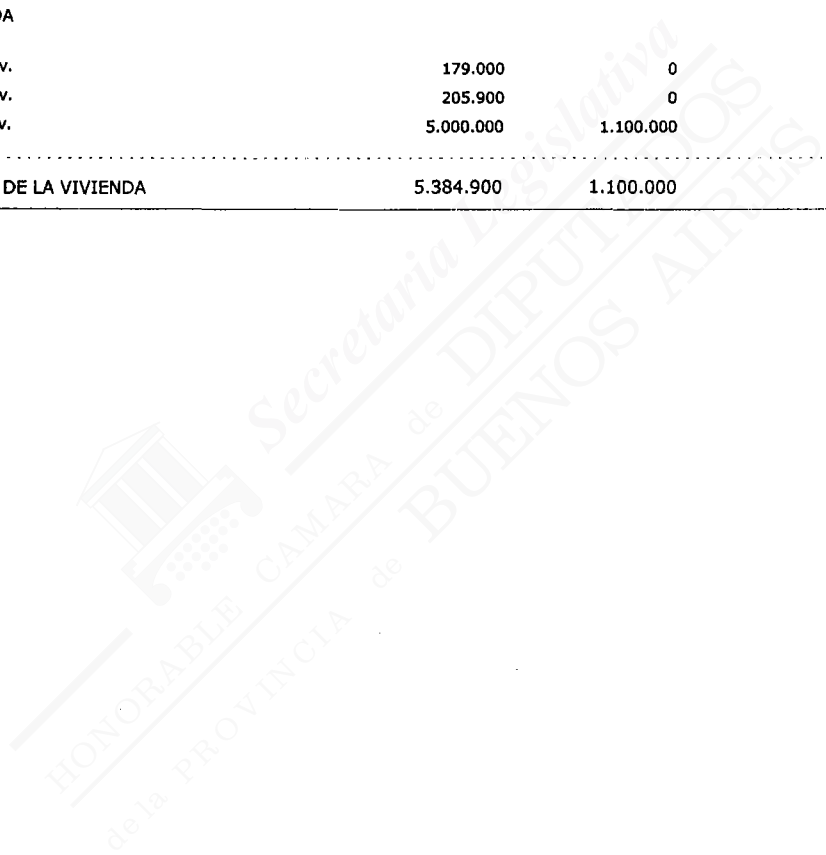 DA
v. 179.000 0
v. 205.900 0
v. 5.000.000 1.100.000
DE LA VIVIENDA 5.384.900 1.100.000
Secretaria Legislativa
HONORABLE CAMARA de DIPUTADOS
de la PROVINCIA de BUENOS AIRES